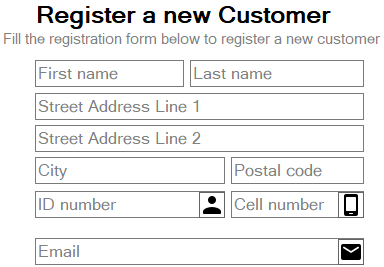 Register a new Customer
Fill the registration form below to register a new customer
First name Last name
Street Address Line 1
Street Address Line 2
City Postal code
ID number Cell number
Email